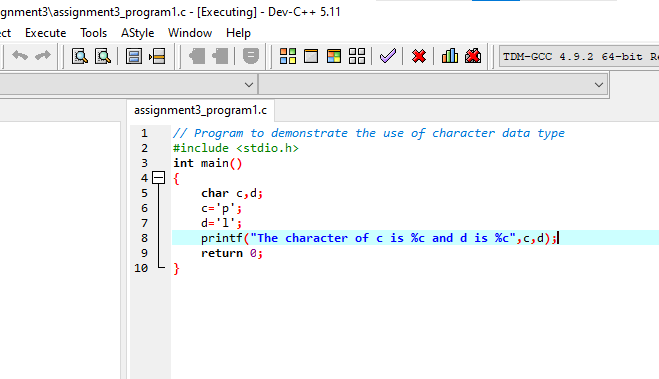 gnment3\assignment3_program1.c - [Executing] - Dev-C++ 5.11
ct Execute Tools AStyle Window Help
TDM-GCC 4.9.2 64-bit Re
assignment3_program1.c
1 // Program to demonstrate the use of character data type
2 #include <stdio.h>
3 int main()
4 {
5 char c,d;
6 c='p';
7 d='l';
8 printf("The character of c is %c and d is %c",c,d);
9 return 0;
10 }